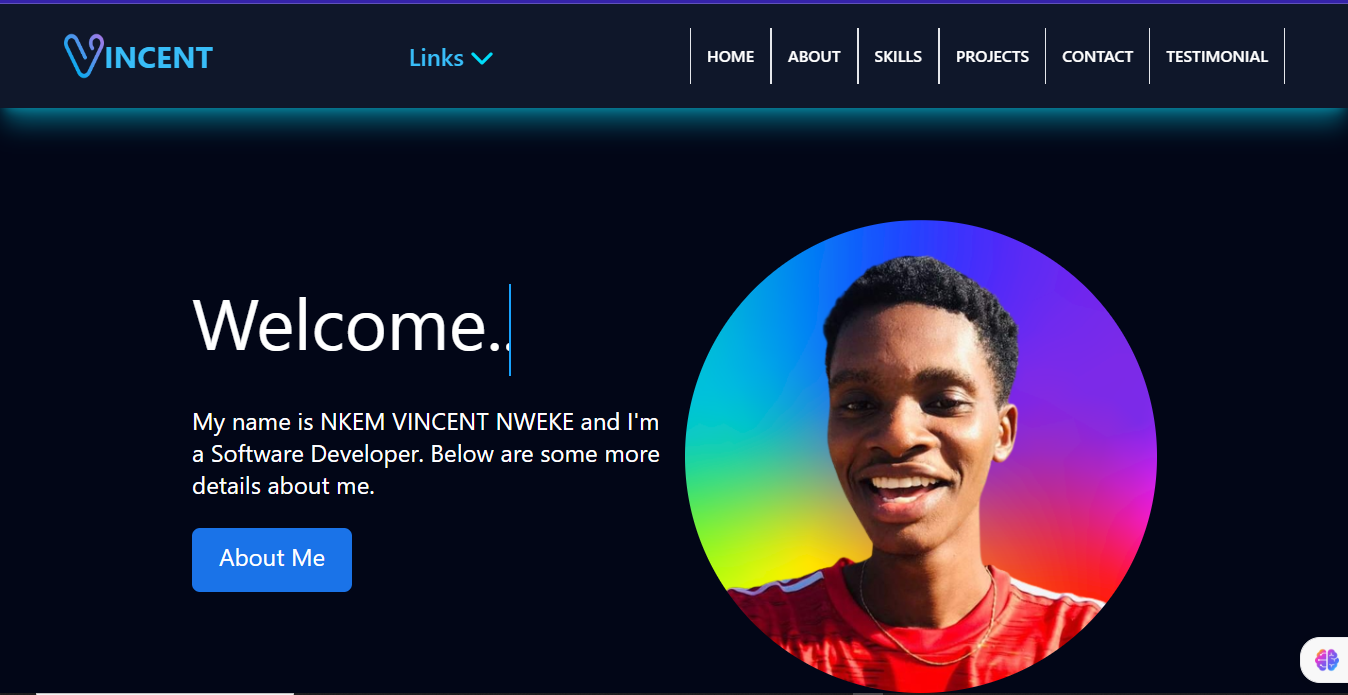 VINCENT
Links
HOME
ABOUT
SKILLS
PROJECTS
CONTACT
TESTIMONIAL
Welcome..
My name is NKEM VINCENT NWEKE and I'm
a Software Developer. Below are some more
details about me.
About Me